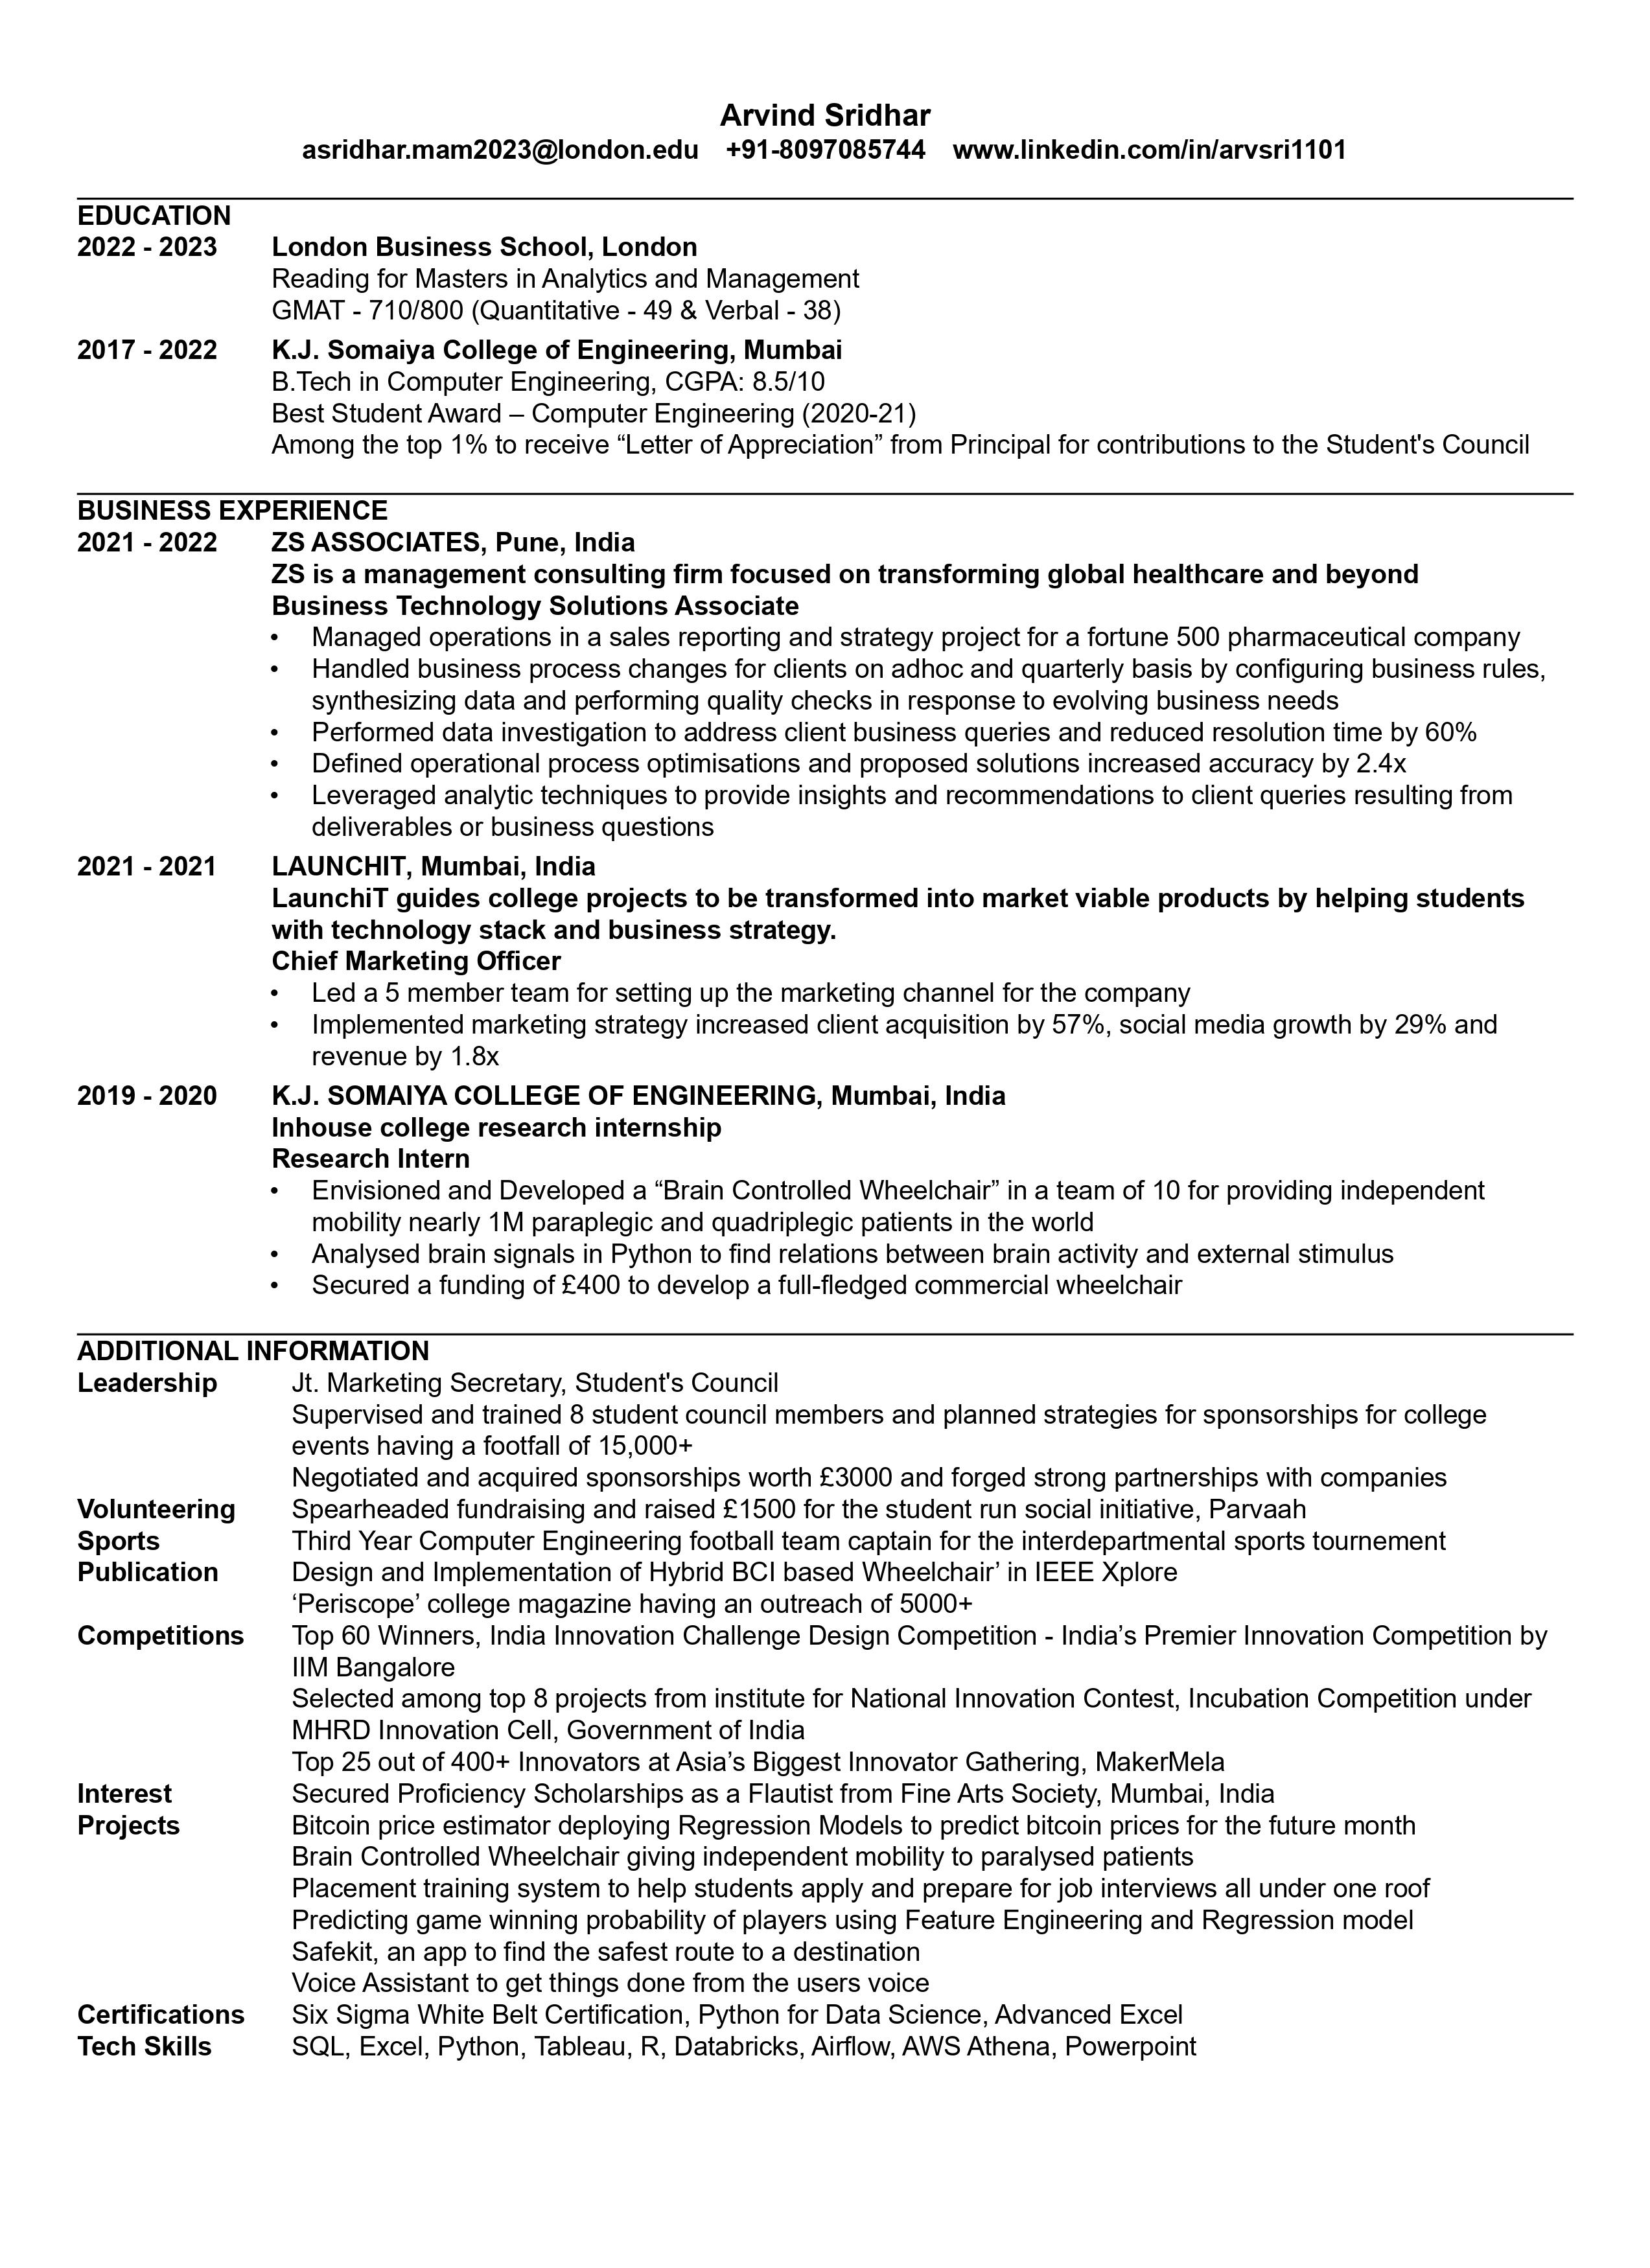 Arvind Sridhar
asridhar.mam2023@london.edu +91-8097085744 www.linkedin.com/in/arvsri1101
EDUCATION
2022 - 2023 London Business School, London
Reading for Masters in Analytics and Management
GMAT - 710/800 (Quantitative - 49 & Verbal - 38)
2017 - 2022 K.J. Somaiya College of Engineering, Mumbai
B.Tech in Computer Engineering, CGPA: 8.5/10
Best Student Award – Computer Engineering (2020-21)
Among the top 1% to receive “Letter of Appreciation” from Principal for contributions to the Student's Council
BUSINESS EXPERIENCE
2021 - 2022 ZS ASSOCIATES, Pune, India
ZS is a management consulting firm focused on transforming global healthcare and beyond
Business Technology Solutions Associate
• Managed operations in a sales reporting and strategy project for a fortune 500 pharmaceutical company
• Handled business process changes for clients on adhoc and quarterly basis by configuring business rules,
synthesizing data and performing quality checks in response to evolving business needs
• Performed data investigation to address client business queries and reduced resolution time by 60%
• Defined operational process optimisations and proposed solutions increased accuracy by 2.4x
• Leveraged analytic techniques to provide insights and recommendations to client queries resulting from
deliverables or business questions
2021 - 2021 LAUNCHIT, Mumbai, India
LaunchiT guides college projects to be transformed into market viable products by helping students
with technology stack and business strategy.
Chief Marketing Officer
• Led a 5 member team for setting up the marketing channel for the company
• Implemented marketing strategy increased client acquisition by 57%, social media growth by 29% and
revenue by 1.8x
2019 - 2020 K.J. SOMAIYA COLLEGE OF ENGINEERING, Mumbai, India
Inhouse college research internship
Research Intern
• Envisioned and Developed a “Brain Controlled Wheelchair” in a team of 10 for providing independent
mobility nearly 1M paraplegic and quadriplegic patients in the world
• Analysed brain signals in Python to find relations between brain activity and external stimulus
• Secured a funding of £400 to develop a full-fledged commercial wheelchair
ADDITIONAL INFORMATION
Leadership Jt. Marketing Secretary, Student's Council
Supervised and trained 8 student council members and planned strategies for sponsorships for college
events having a footfall of 15,000+
Negotiated and acquired sponsorships worth £3000 and forged strong partnerships with companies
Volunteering Spearheaded fundraising and raised £1500 for the student run social initiative, Parvaah
Sports Third Year Computer Engineering football team captain for the interdepartmental sports tournement
Publication Design and Implementation of Hybrid BCI based Wheelchair’ in IEEE Xplore
‘Periscope’ college magazine having an outreach of 5000+
Competitions Top 60 Winners, India Innovation Challenge Design Competition - India’s Premier Innovation Competition by
IIM Bangalore
Selected among top 8 projects from institute for National Innovation Contest, Incubation Competition under
MHRD Innovation Cell, Government of India
Top 25 out of 400+ Innovators at Asia’s Biggest Innovator Gathering, MakerMela
Interest Secured Proficiency Scholarships as a Flautist from Fine Arts Society, Mumbai, India
Projects Bitcoin price estimator deploying Regression Models to predict bitcoin prices for the future month
Brain Controlled Wheelchair giving independent mobility to paralysed patients
Placement training system to help students apply and prepare for job interviews all under one roof
Predicting game winning probability of players using Feature Engineering and Regression model
Safekit, an app to find the safest route to a destination
Voice Assistant to get things done from the users voice
Certifications Six Sigma White Belt Certification, Python for Data Science, Advanced Excel
Tech Skills SQL, Excel, Python, Tableau, R, Databricks, Airflow, AWS Athena, Powerpoint